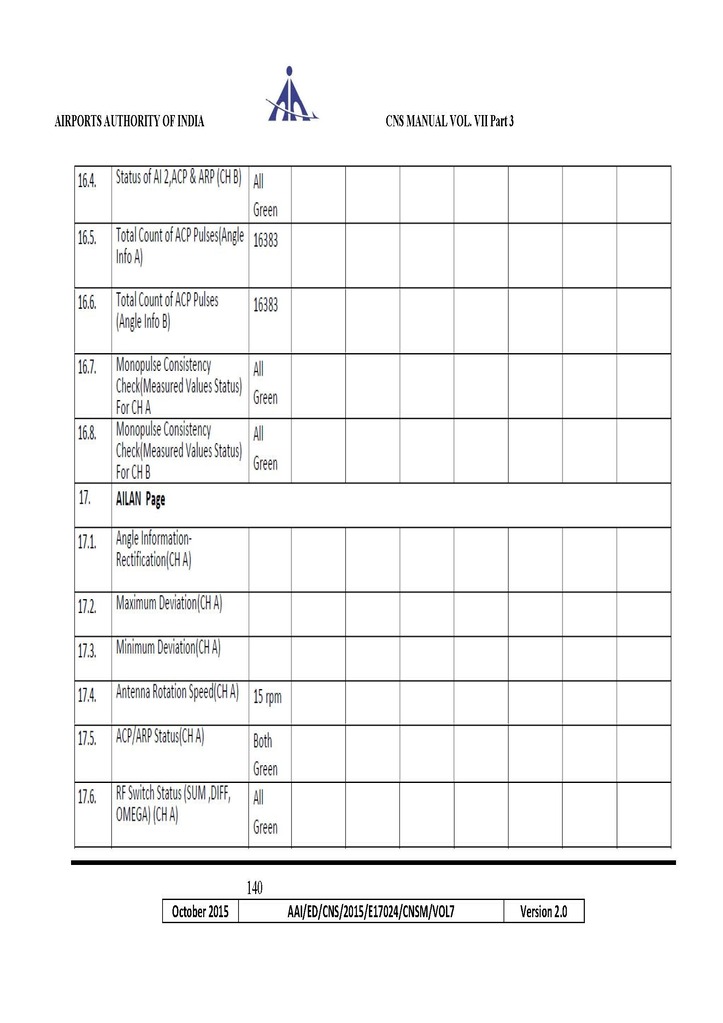 AIRPORTS AUTHORITY OF INDIA
CNS MANUAL VOL. VII Part 3
16.4. Status of AI 2,ACP & ARP (CH B) All
Green
16.5. Total Count of ACP Pulses(Angle 16383
Info A)
16.6. Total Count of ACP Pulses 16383
(Angle Info B)
16.7. Monopulse Consistency All
Check(Measured Values Status) Green
For CH A
16.8. Monopulse Consistency All
Check(Measured Values Status) Green
For CH B
17. AILAN Page
17.1. Angle Information-
Rectification(CH A)
17.2. Maximum Deviation(CH A)
17.3. Minimum Deviation(CH A)
17.4. Antenna Rotation Speed(CH A) 15 rpm
17.5. ACP/ARP Status(CH A) Both
Green
17.6. RF Switch Status (SUM ,DIFF, All
OMEGA) (CH A) Green
140
October 2015 AAI/ED/CNS/2015/E17024/CNSM/VOL7 Version 2.0